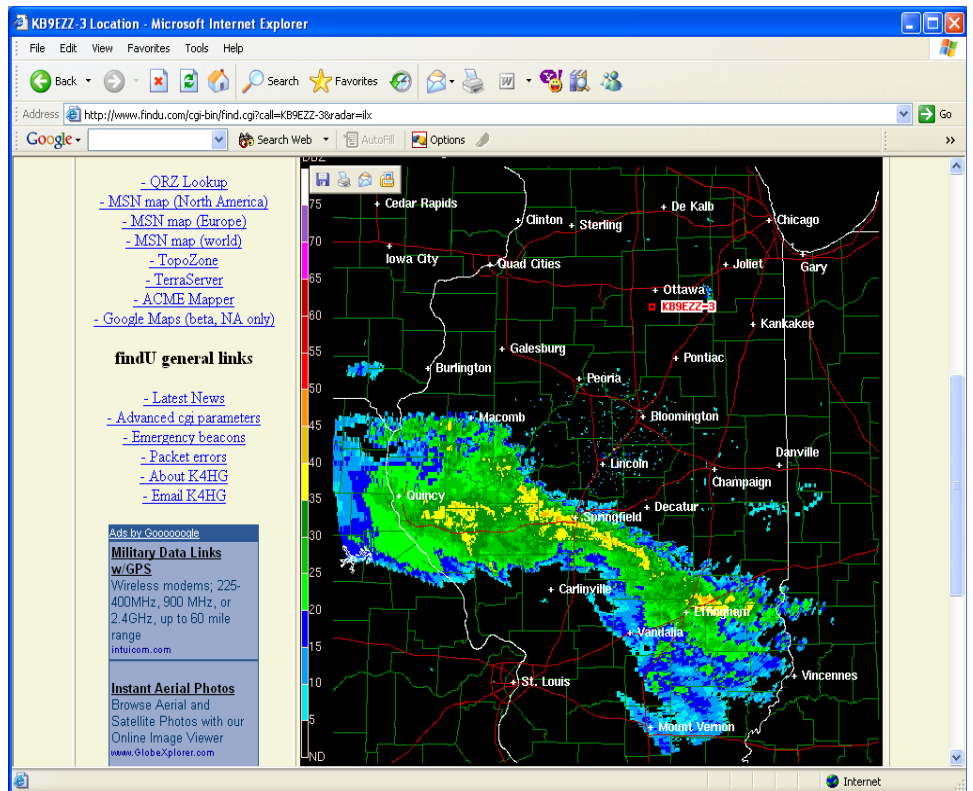 KB9EZZ-3 Location - Microsoft Internet Explorer
File Edit View Favorites Tools Help
Back Search Favorites
Address http://www.findu.com/cgi-bin/find.cgi?call=KB9EZZ-3&radar=ilx Go
Google Search Web AutoFill Options »
- QRZ Lookup
- MSN map (North America)
- MSN map (Europe)
- MSN map (world)
- TopoZone
- TerraServer
- ACME Mapper
- Google Maps (beta, NA only)
findU general links
- Latest News
- Advanced cgi parameters
- Emergency beacons
- Packet errors
- About K4HG
- Email K4HG
Ads by Goooooogle
Military Data Links
w/GPS
Wireless modems; 225-
400MHz, 900 MHz, or
2.4GHz, up to 60 mile
range
intuicom.com
Instant Aerial Photos
Browse Aerial and
Satellite Photos with our
Online Image Viewer
www.GlobeXplorer.com
DBZ
75
70
65
60
55
50
45
40
35
30
25
20
15
10
5
ND
Cedar Rapids
De Kalb
Clinton
Sterling
Chicago
Iowa City
Quad Cities
Joliet
Gary
Ottawa
KB9EZZ-3
Kankakee
Galesburg
Pontiac
Burlington
Peoria
Macomb
Bloomington
Lincoln
Danville
Champaign
Quincy
Decatur
Springfield
Carlinville
Effingham
Vandalia
St. Louis
Vincennes
Mount Vernon
Internet